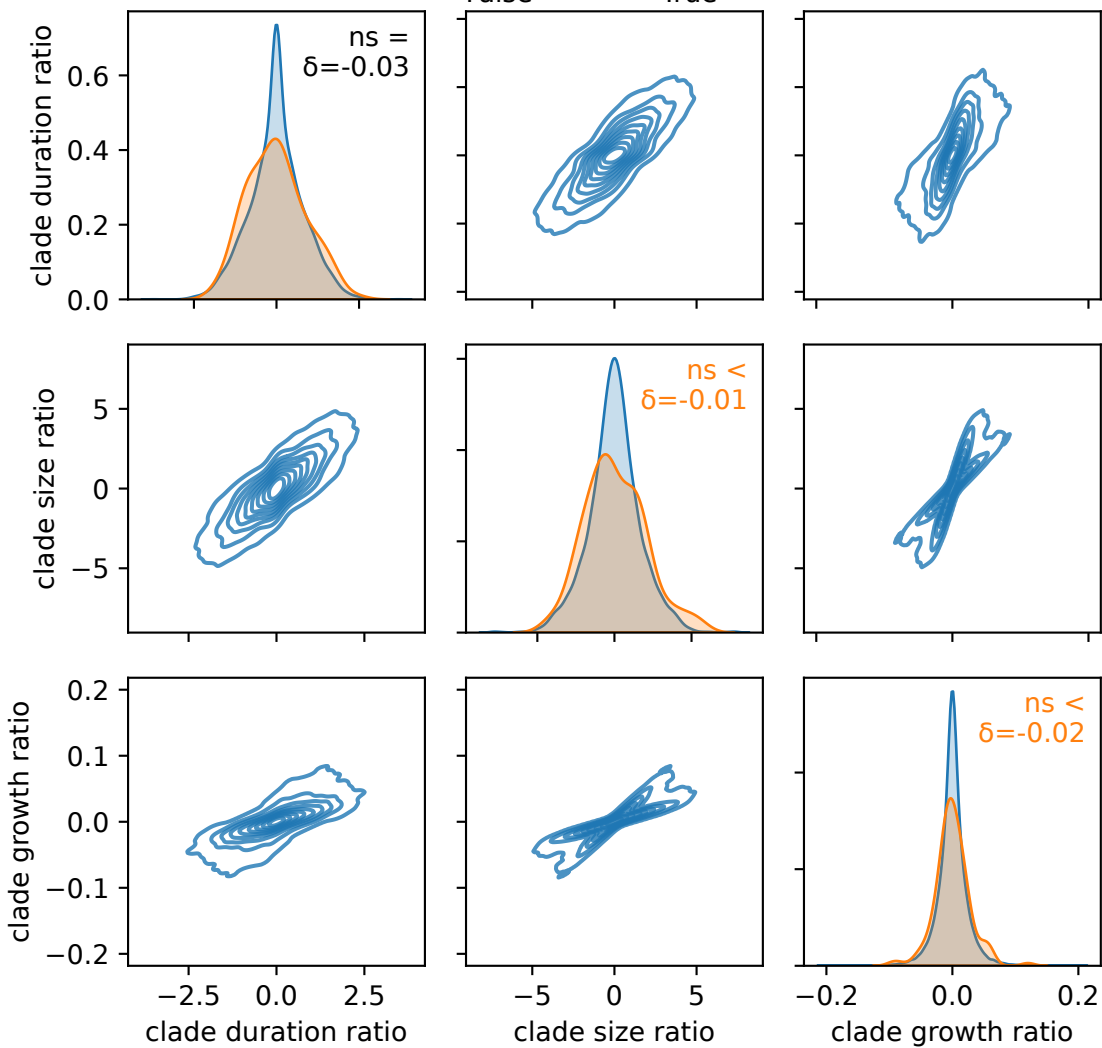 ns =
δ=-0.03
clade duration ratio
0.6
0.4
0.2
0.0
ns <
δ=-0.01
clade size ratio
5
0
−5
ns <
δ=-0.02
clade growth ratio
0.2
0.1
0.0
−0.1
−0.2
−2.5 0.0 2.5 −5 0 5 −0.2 0.0 0.2
clade duration ratio clade size ratio clade growth ratio